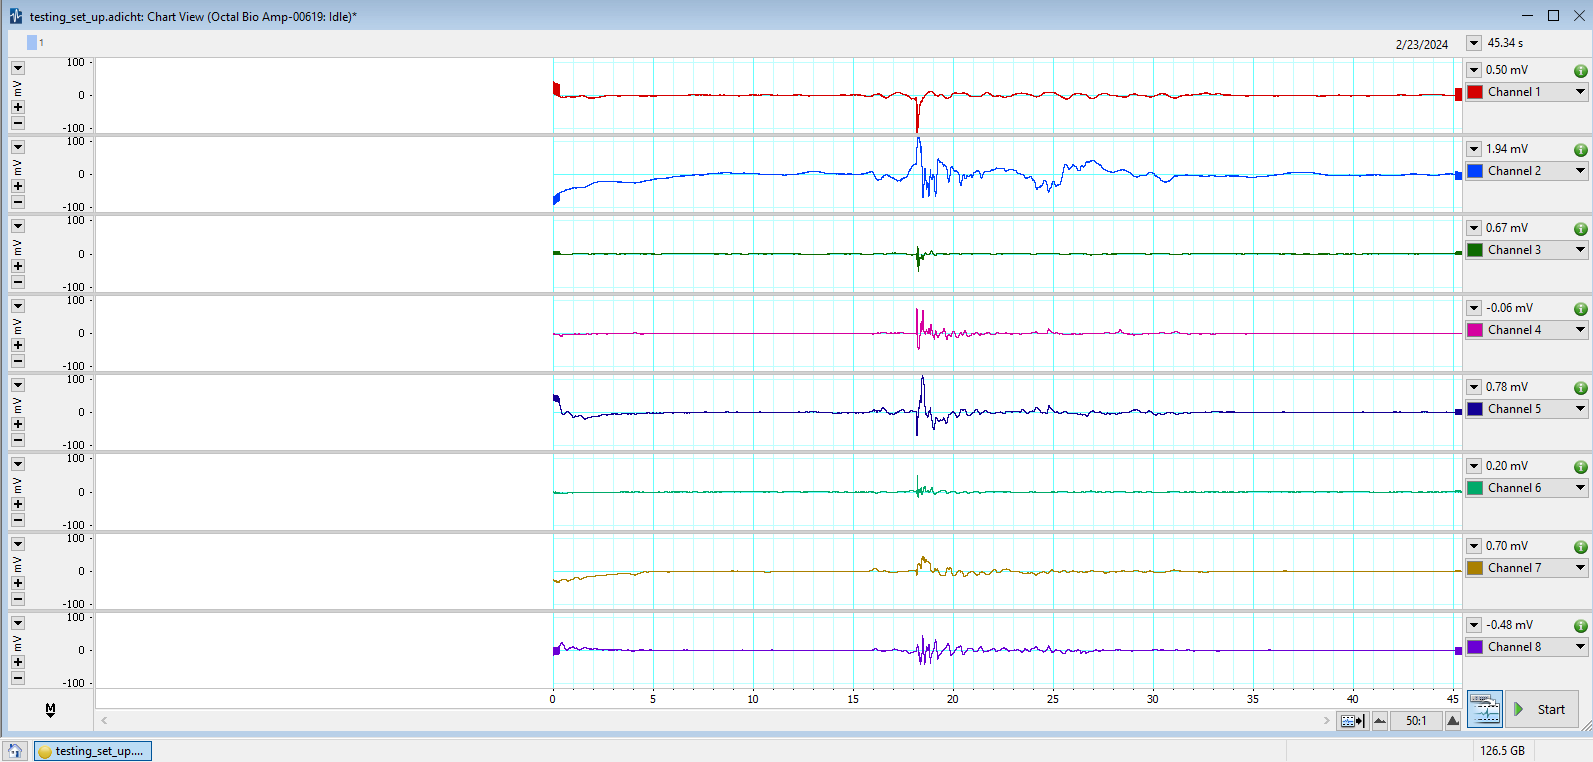 testing_set_up.adicht: Chart View (Octal Bio Amp-00619: Idle)*
1
2/23/2024
45.34 s
100
mV
0
-100
0.50 mV
Channel 1
100
mV
0
-100
1.94 mV
Channel 2
100
mV
0
-100
0.67 mV
Channel 3
100
mV
0
-100
-0.06 mV
Channel 4
100
mV
0
-100
0.78 mV
Channel 5
100
mV
0
-100
0.20 mV
Channel 6
100
mV
0
-100
0.70 mV
Channel 7
100
mV
0
-100
-0.48 mV
Channel 8
0 5 10 15 20 25 30 35 40 45
M
50:1
Start
testing_set_up....
126.5 GB